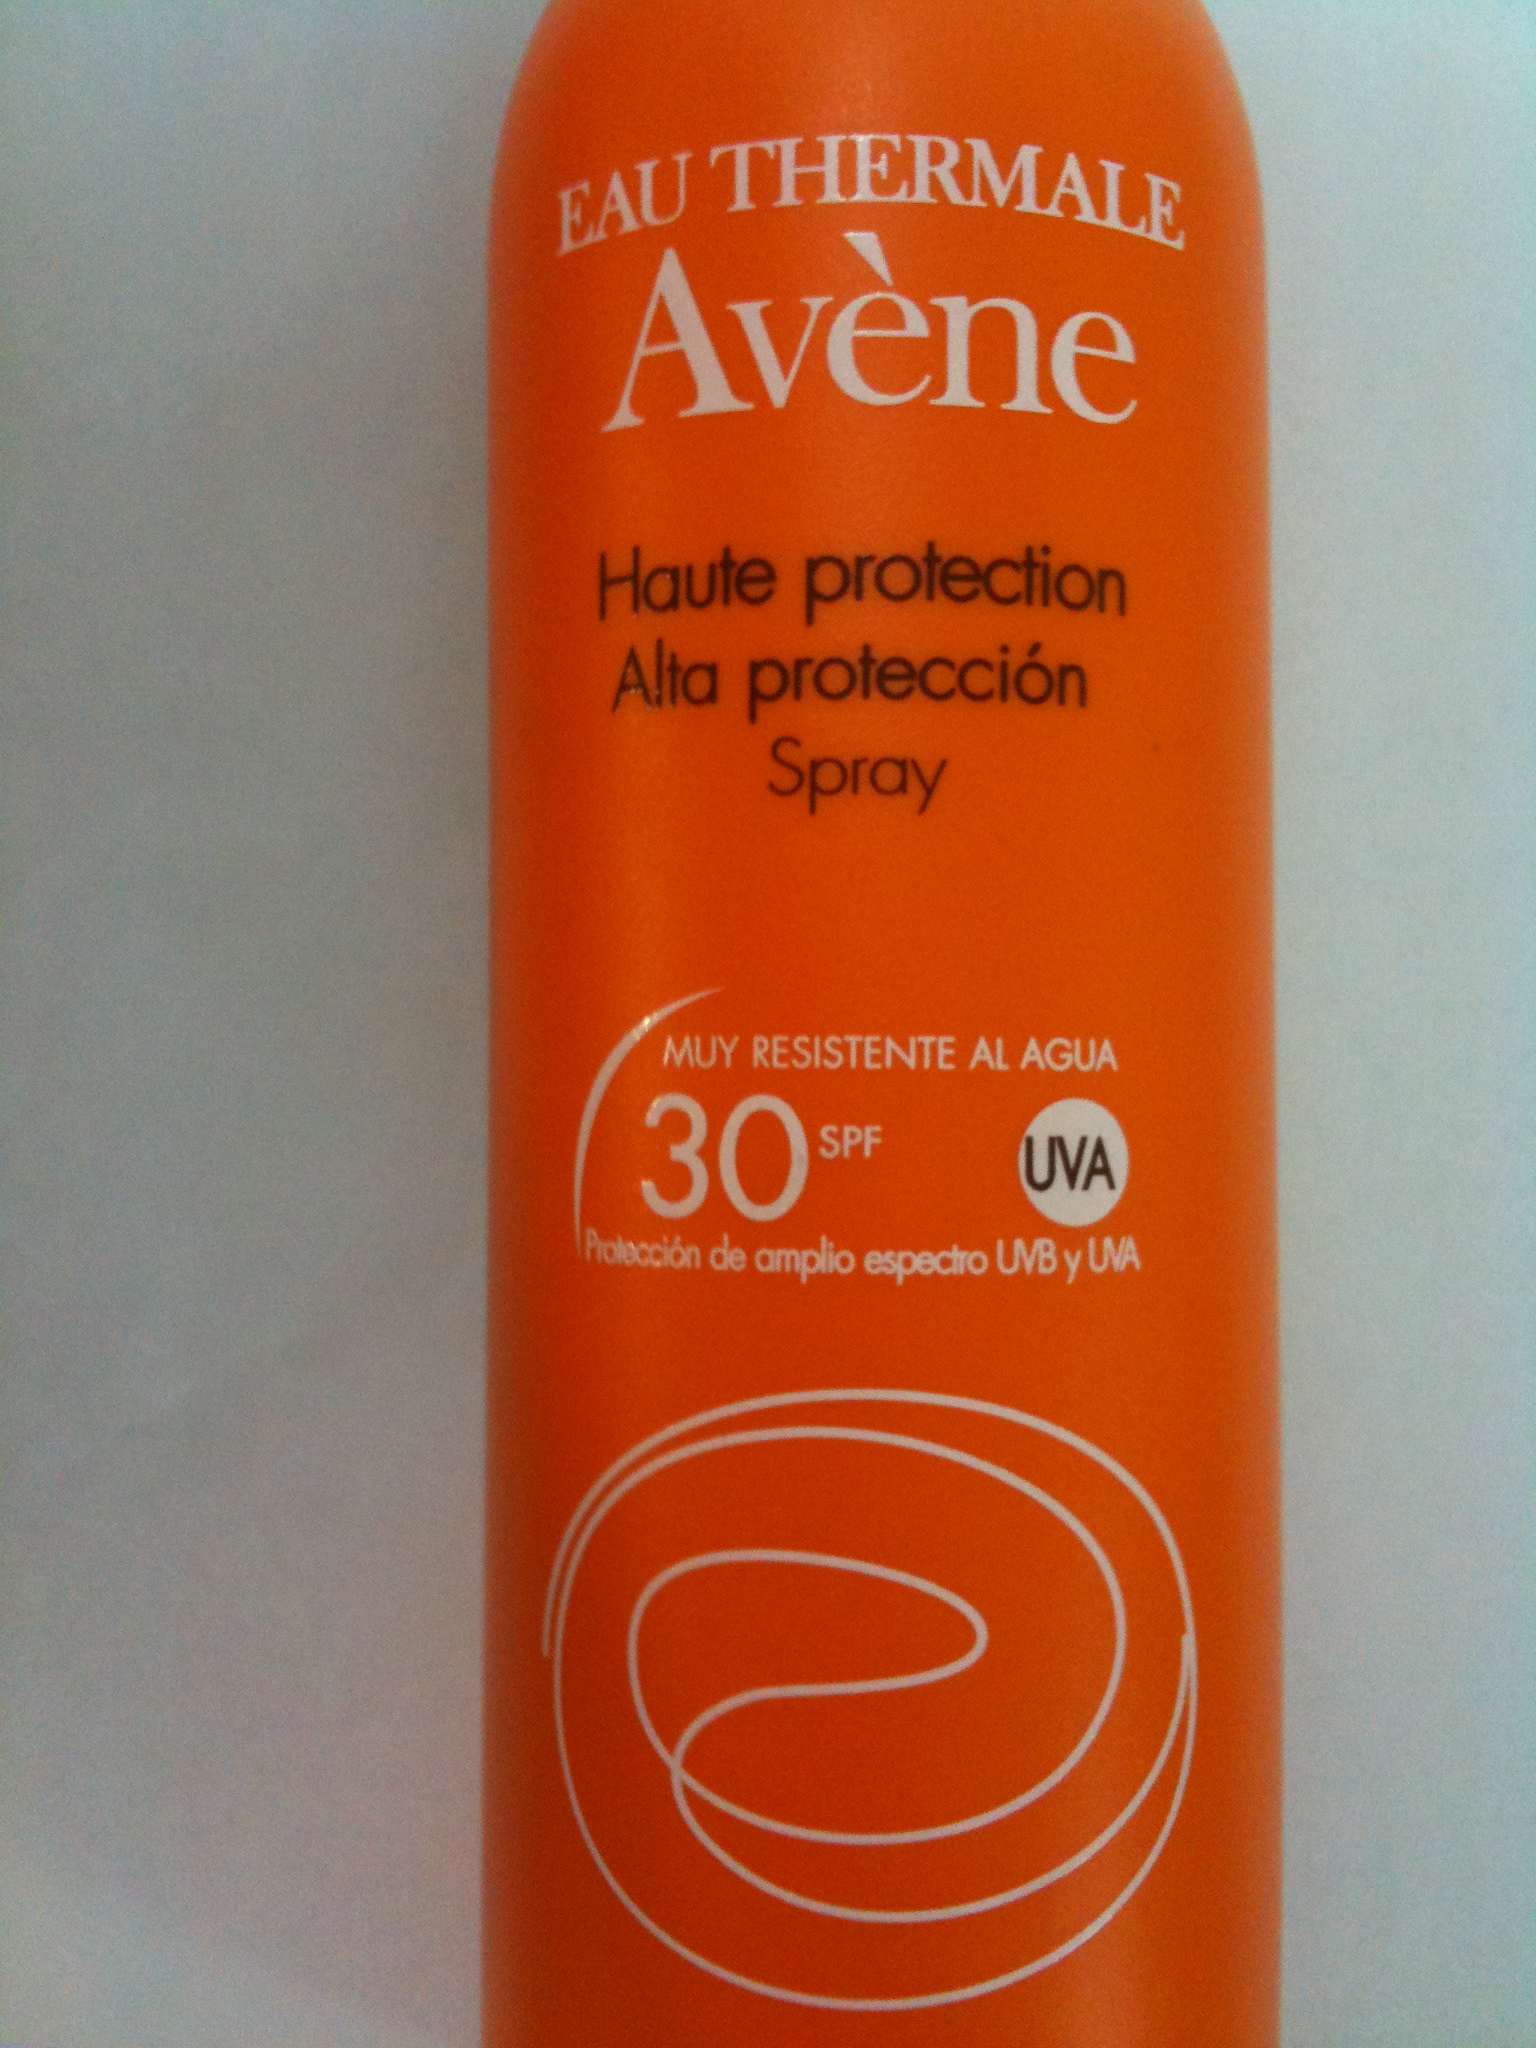 EAU THERMALE
Avène
Haute protection
Alta protección
Spray
MUY RESISTENTE AL AGUA
30 SPF UVA
Protección de amplio espectro UVB y UVA